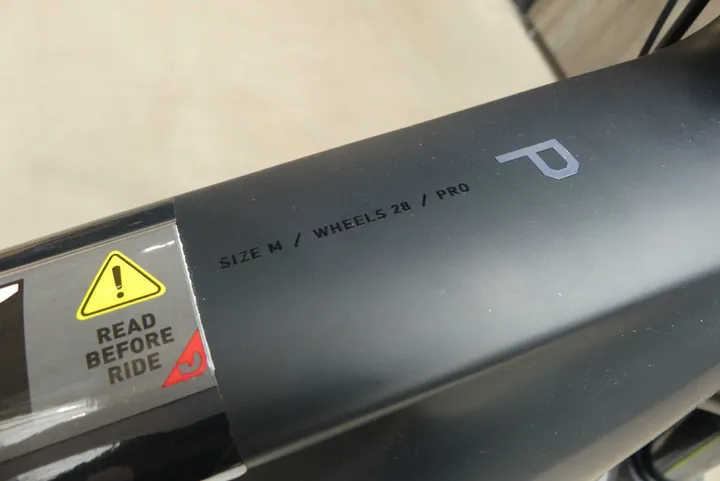 P
SIZE M / WHEELS 28 / PRO
!
READ
BEFORE
RIDE